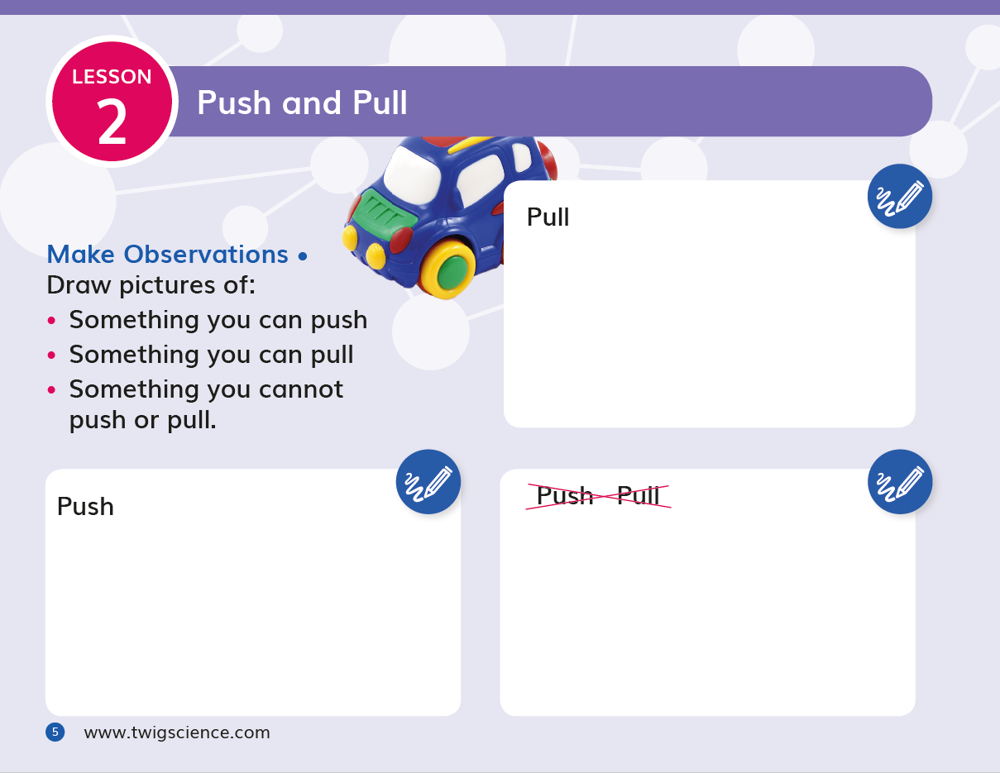 LESSON
2
Push and Pull
Make Observations •
Draw pictures of:
• Something you can push
• Something you can pull
• Something you cannot
push or pull.
Pull
Push
Push Pull
5 www.twigscience.com